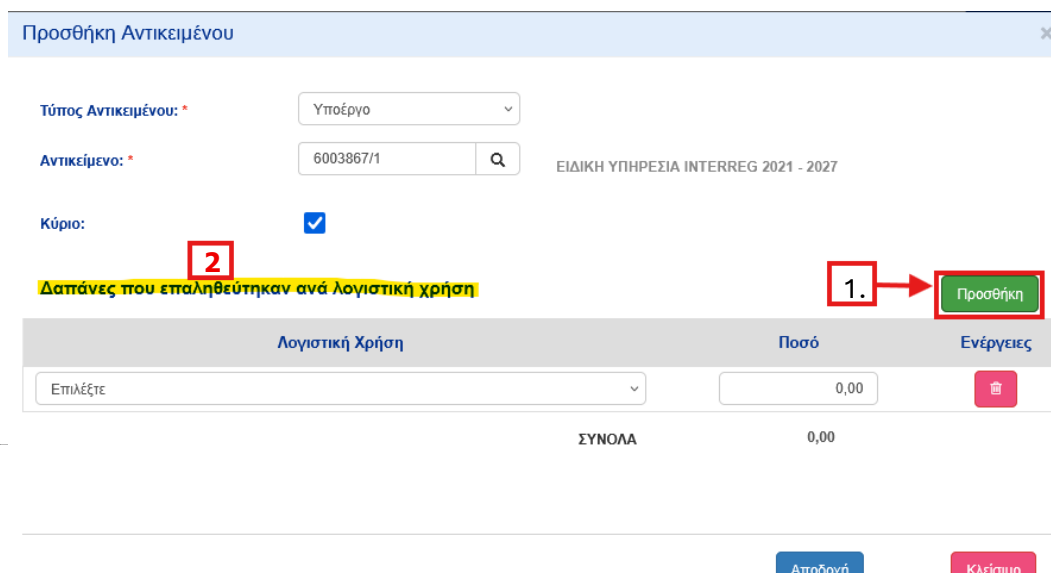 Προσθήκη Αντικειμένου ×
Τύπος Αντικειμένου: * Υποέργο
Αντικείμενο: * 6003867/1 ΕΙΔΙΚΗ ΥΠΗΡΕΣΙΑ INTERREG 2021 - 2027
Κύριο:
2
Δαπάνες που επαληθεύτηκαν ανά λογιστική χρήση 1. Προσθήκη
Λογιστική Χρήση Ποσό Ενέργειες
Επιλέξτε 0,00
ΣΥΝΟΛΑ 0,00
Αποδοχή Κλείσιμο